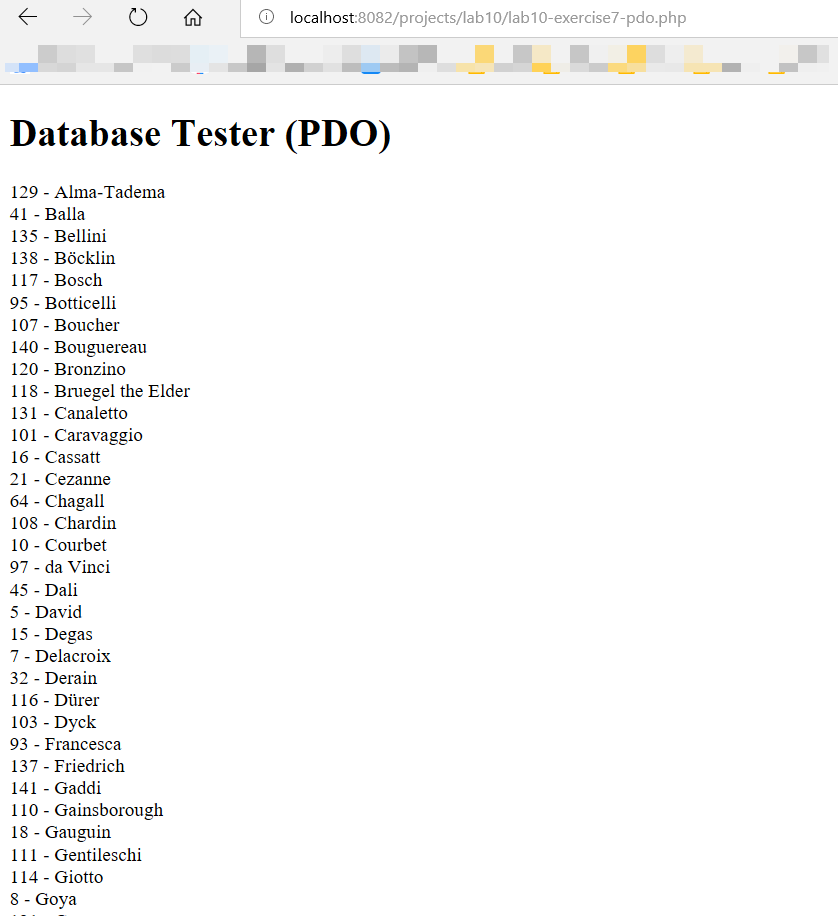 localhost:8082/projects/lab10/lab10-exercise7-pdo.php
Database Tester (PDO)
129 - Alma-Tadema
41 - Balla
135 - Bellini
138 - Böcklin
117 - Bosch
95 - Botticelli
107 - Boucher
140 - Bouguereau
120 - Bronzino
118 - Bruegel the Elder
131 - Canaletto
101 - Caravaggio
16 - Cassatt
21 - Cezanne
64 - Chagall
108 - Chardin
10 - Courbet
97 - da Vinci
45 - Dali
5 - David
15 - Degas
7 - Delacroix
32 - Derain
116 - Dürer
103 - Dyck
93 - Francesca
137 - Friedrich
141 - Gaddi
110 - Gainsborough
18 - Gauguin
111 - Gentileschi
114 - Giotto
8 - Goya